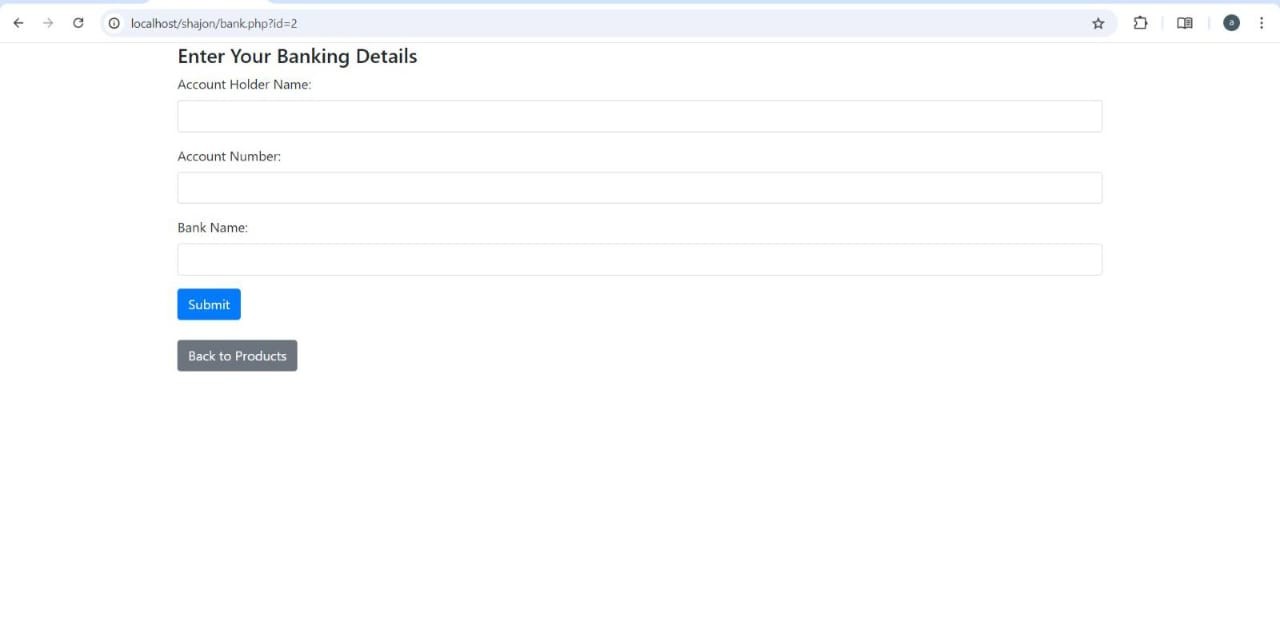 localhost/shajon/bank.php?id=2
a
Enter Your Banking Details
Account Holder Name:
Account Number:
Bank Name:
Submit
Back to Products